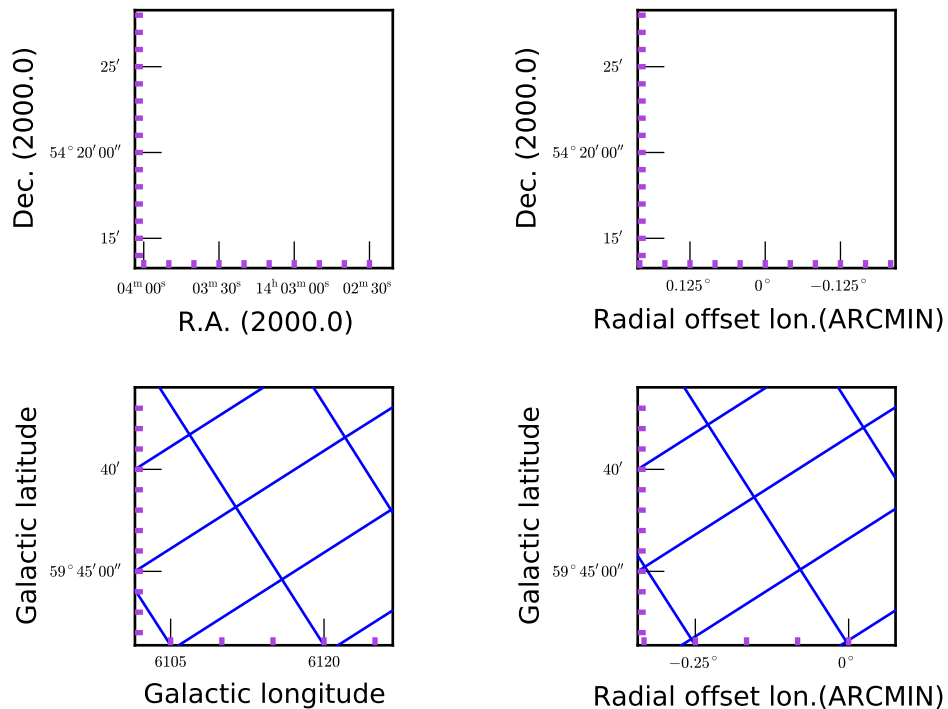 Dec. (2000.0)
25′
54°20′00″
15′
04ᵐ00ˢ 03ᵐ30ˢ 14ʰ03ᵐ00ˢ 02ᵐ30ˢ
R.A. (2000.0)
Dec. (2000.0)
25′
54°20′00″
15′
0.125° 0° −0.125°
Radial offset lon.(ARCMIN)
Galactic latitude
40′
59°45′00″
6105 6120
Galactic longitude
Galactic latitude
40′
59°45′00″
−0.25° 0°
Radial offset lon.(ARCMIN)